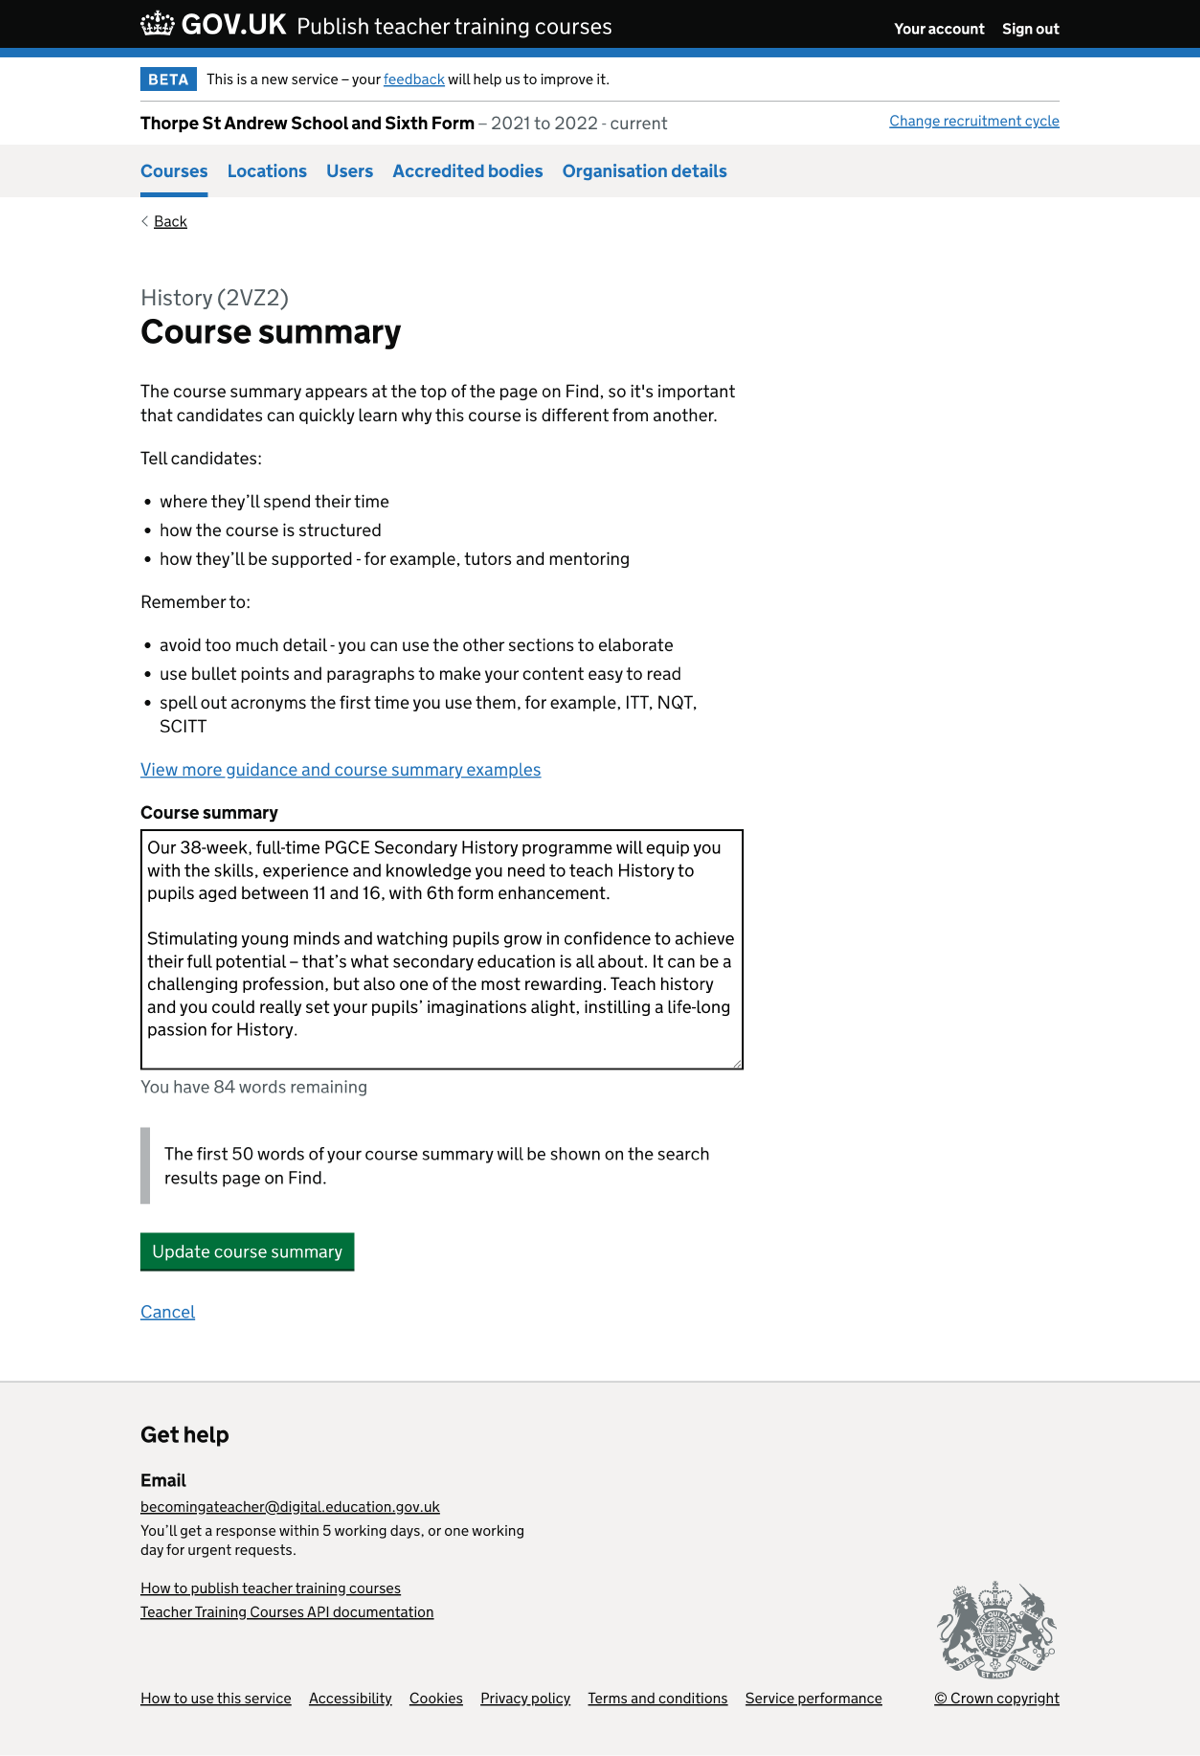 GOV.UK Publish teacher training courses
Your account Sign out
BETA This is a new service – your feedback will help us to improve it.
Thorpe St Andrew School and Sixth Form – 2021 to 2022 - current
Change recruitment cycle
Courses Locations Users Accredited bodies Organisation details
Back
History (2VZ2)
Course summary
The course summary appears at the top of the page on Find, so it's important
that candidates can quickly learn why this course is different from another.
Tell candidates:
• where they’ll spend their time
• how the course is structured
• how they’ll be supported - for example, tutors and mentoring
Remember to:
• avoid too much detail - you can use the other sections to elaborate
• use bullet points and paragraphs to make your content easy to read
• spell out acronyms the first time you use them, for example, ITT, NQT,
SCITT
View more guidance and course summary examples
Course summary
Our 38-week, full-time PGCE Secondary History programme will equip you
with the skills, experience and knowledge you need to teach History to
pupils aged between 11 and 16, with 6th form enhancement.
Stimulating young minds and watching pupils grow in confidence to achieve
their full potential – that’s what secondary education is all about. It can be a
challenging profession, but also one of the most rewarding. Teach history
and you could really set your pupils’ imaginations alight, instilling a life-long
passion for History.
You have 84 words remaining
The first 50 words of your course summary will be shown on the search
results page on Find.
Update course summary
Cancel
Get help
Email
becomingateacher@digital.education.gov.uk
You’ll get a response within 5 working days, or one working
day for urgent requests.
How to publish teacher training courses
Teacher Training Courses API documentation
DIEU ET MON DROIT
How to use this service Accessibility Cookies Privacy policy Terms and conditions Service performance
© Crown copyright